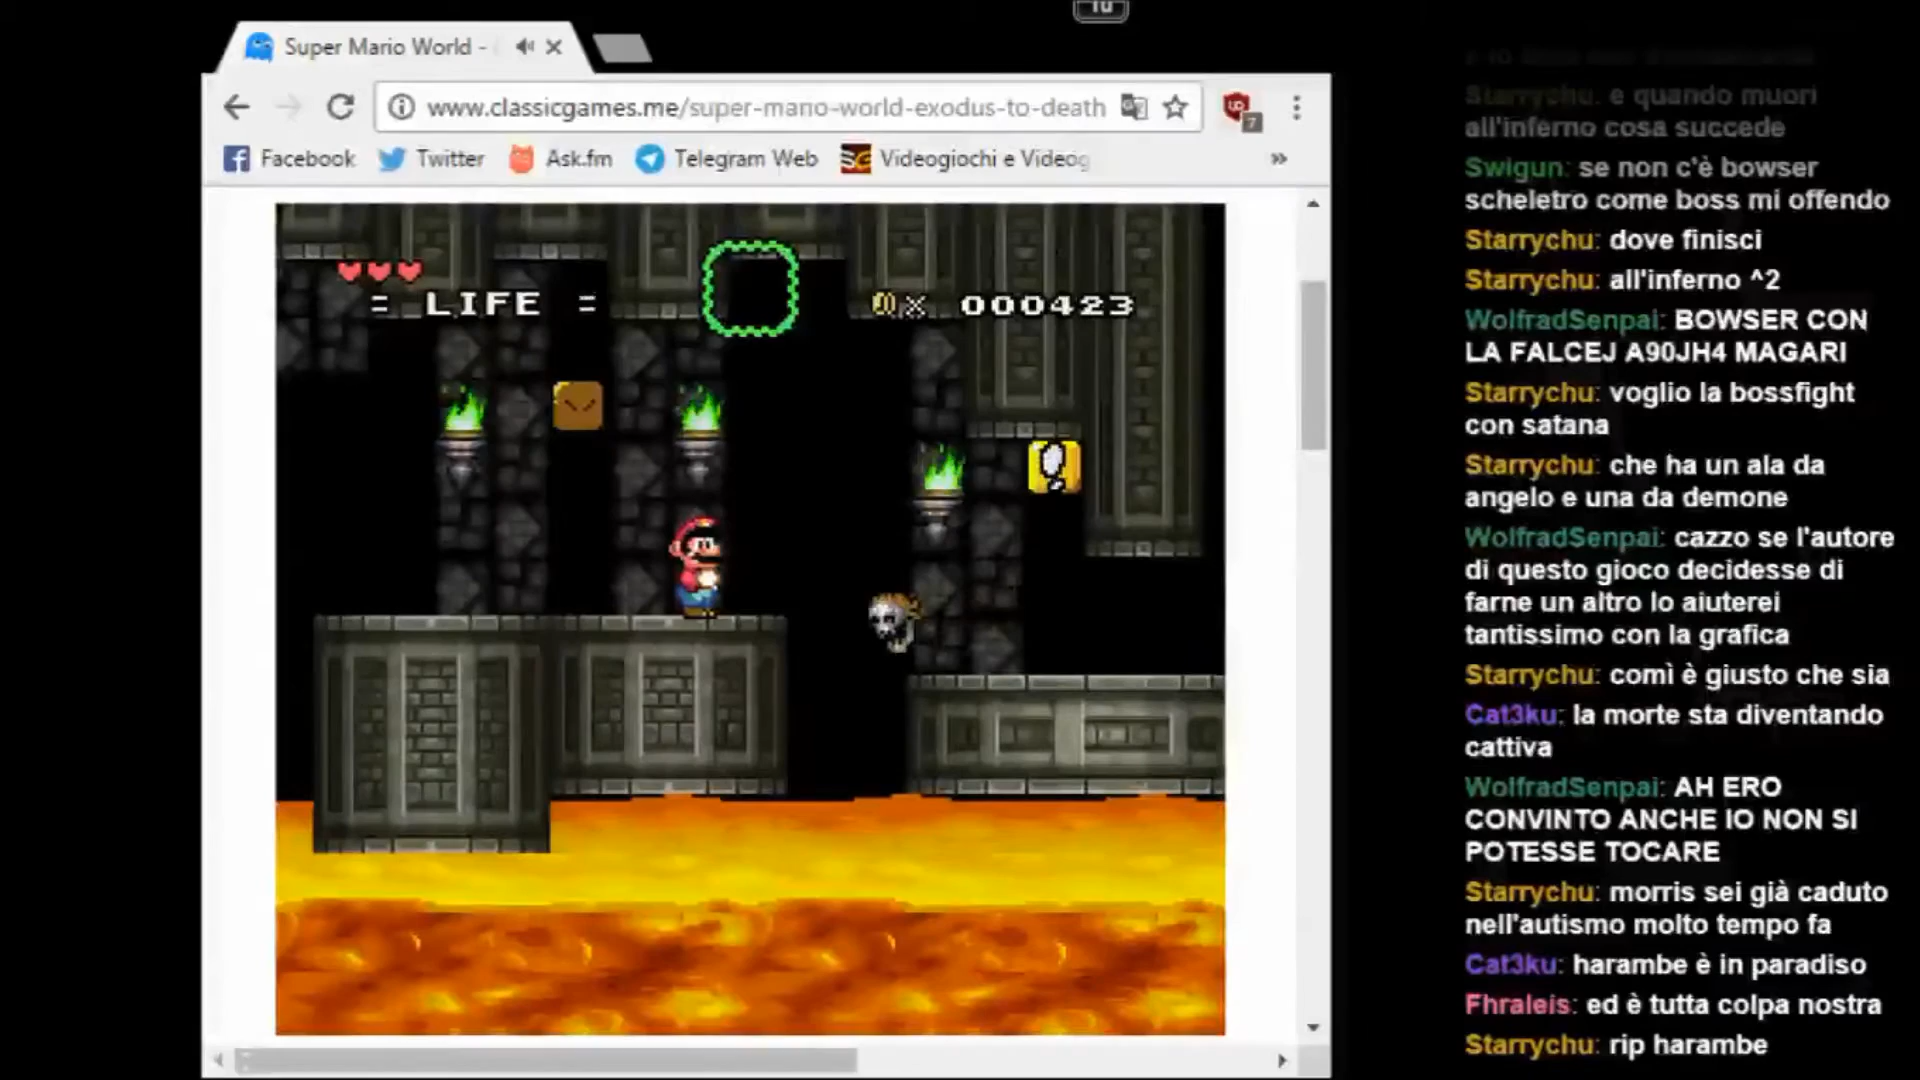 10
Super Mario World -
www.classicgames.me/super-mario-world-exodus-to-death
7
Facebook
Twitter
Ask.fm
Telegram Web
Videogiochi e Videog
»
= LIFE =
x 000423
Starrychu: e quando muori
all'inferno cosa succede
Swigun: se non c'è bowser
scheletro come boss mi offendo
Starrychu: dove finisci
Starrychu: all'inferno ^2
WolfradSenpai: BOWSER CON
LA FALCEJ A90JH4 MAGARI
Starrychu: voglio la bossfight
con satana
Starrychu: che ha un ala da
angelo e una da demone
WolfradSenpai: cazzo se l'autore
di questo gioco decidesse di
farne un altro lo aiuterei
tantissimo con la grafica
Starrychu: comì è giusto che sia
Cat3ku: la morte sta diventando
cattiva
WolfradSenpai: AH ERO
CONVINTO ANCHE IO NON SI
POTESSE TOCARE
Starrychu: morris sei già caduto
nell'autismo molto tempo fa
Cat3ku: harambe è in paradiso
Fhraleis: ed è tutta colpa nostra
Starrychu: rip harambe